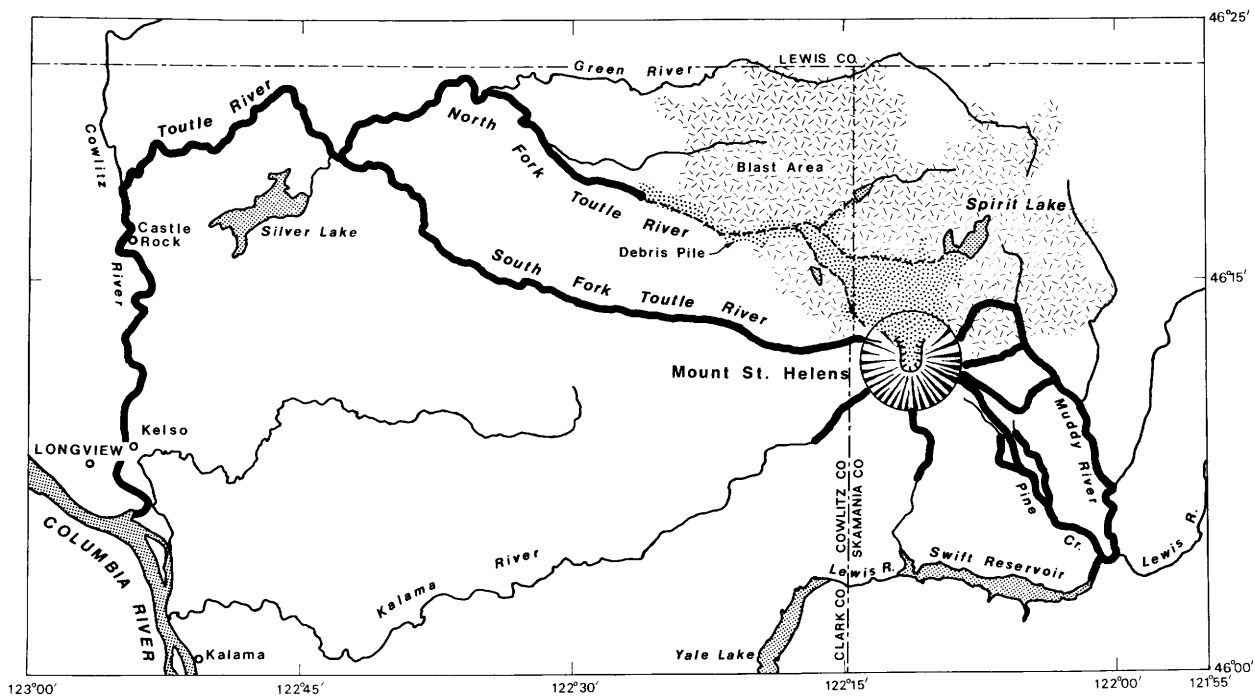 46°25′
LEWIS CO
Green River
Toutle River
Cowlitz
River
North
Fork
Toutle
River
Blast Area
Spirit Lake
Castle
Rock
Silver Lake
Debris Pile
46°15′
South Fork Toutle River
Mount St. Helens
Muddy River
Kelso
LONGVIEW
COWLITZ CO
SKAMANIA CO
Pine
Cr.
COLUMBIA RIVER
Kalama River
Lewis R.
Swift Reservoir
Lewis R.
CLARK CO
Yale Lake
Kalama
46°00′
123°00′
122°45′
122°30′
122°15′
122°00′
121°55′